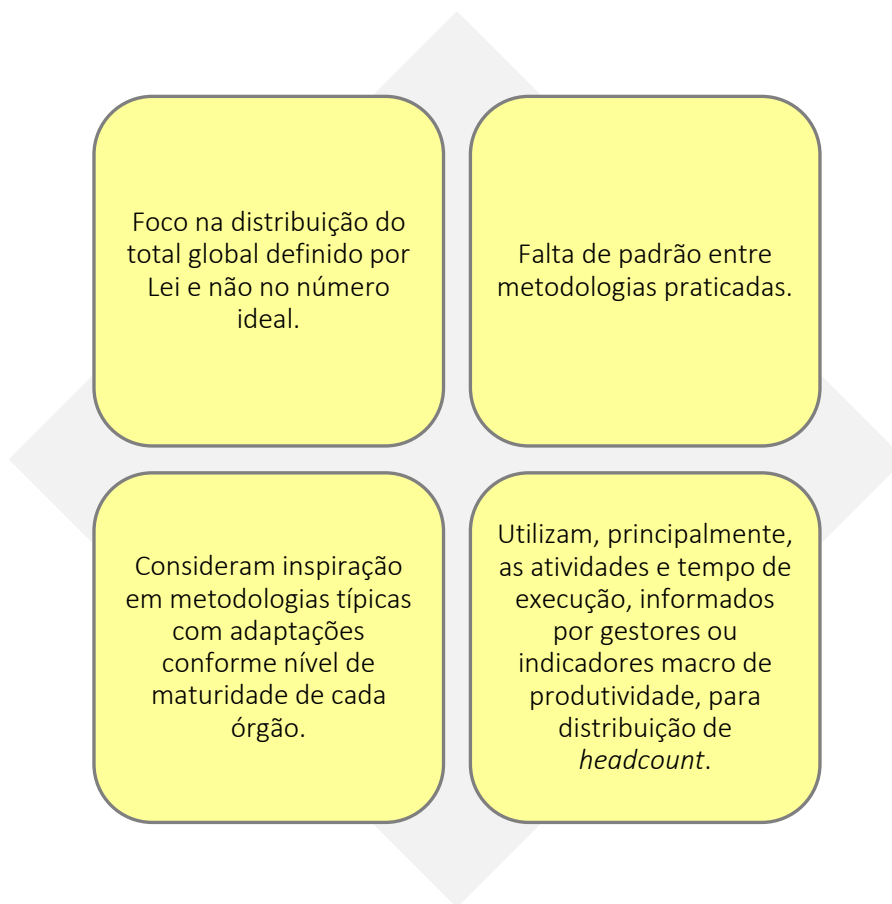 Foco na distribuição do
total global definido por
Lei e não no número
ideal.
Falta de padrão entre
metodologias praticadas.
Consideram inspiração
em metodologias típicas
com adaptações
conforme nível de
maturidade de cada
órgão.
Utilizam, principalmente,
as atividades e tempo de
execução, informados
por gestores ou
indicadores macro de
produtividade, para
distribuição de
headcount.